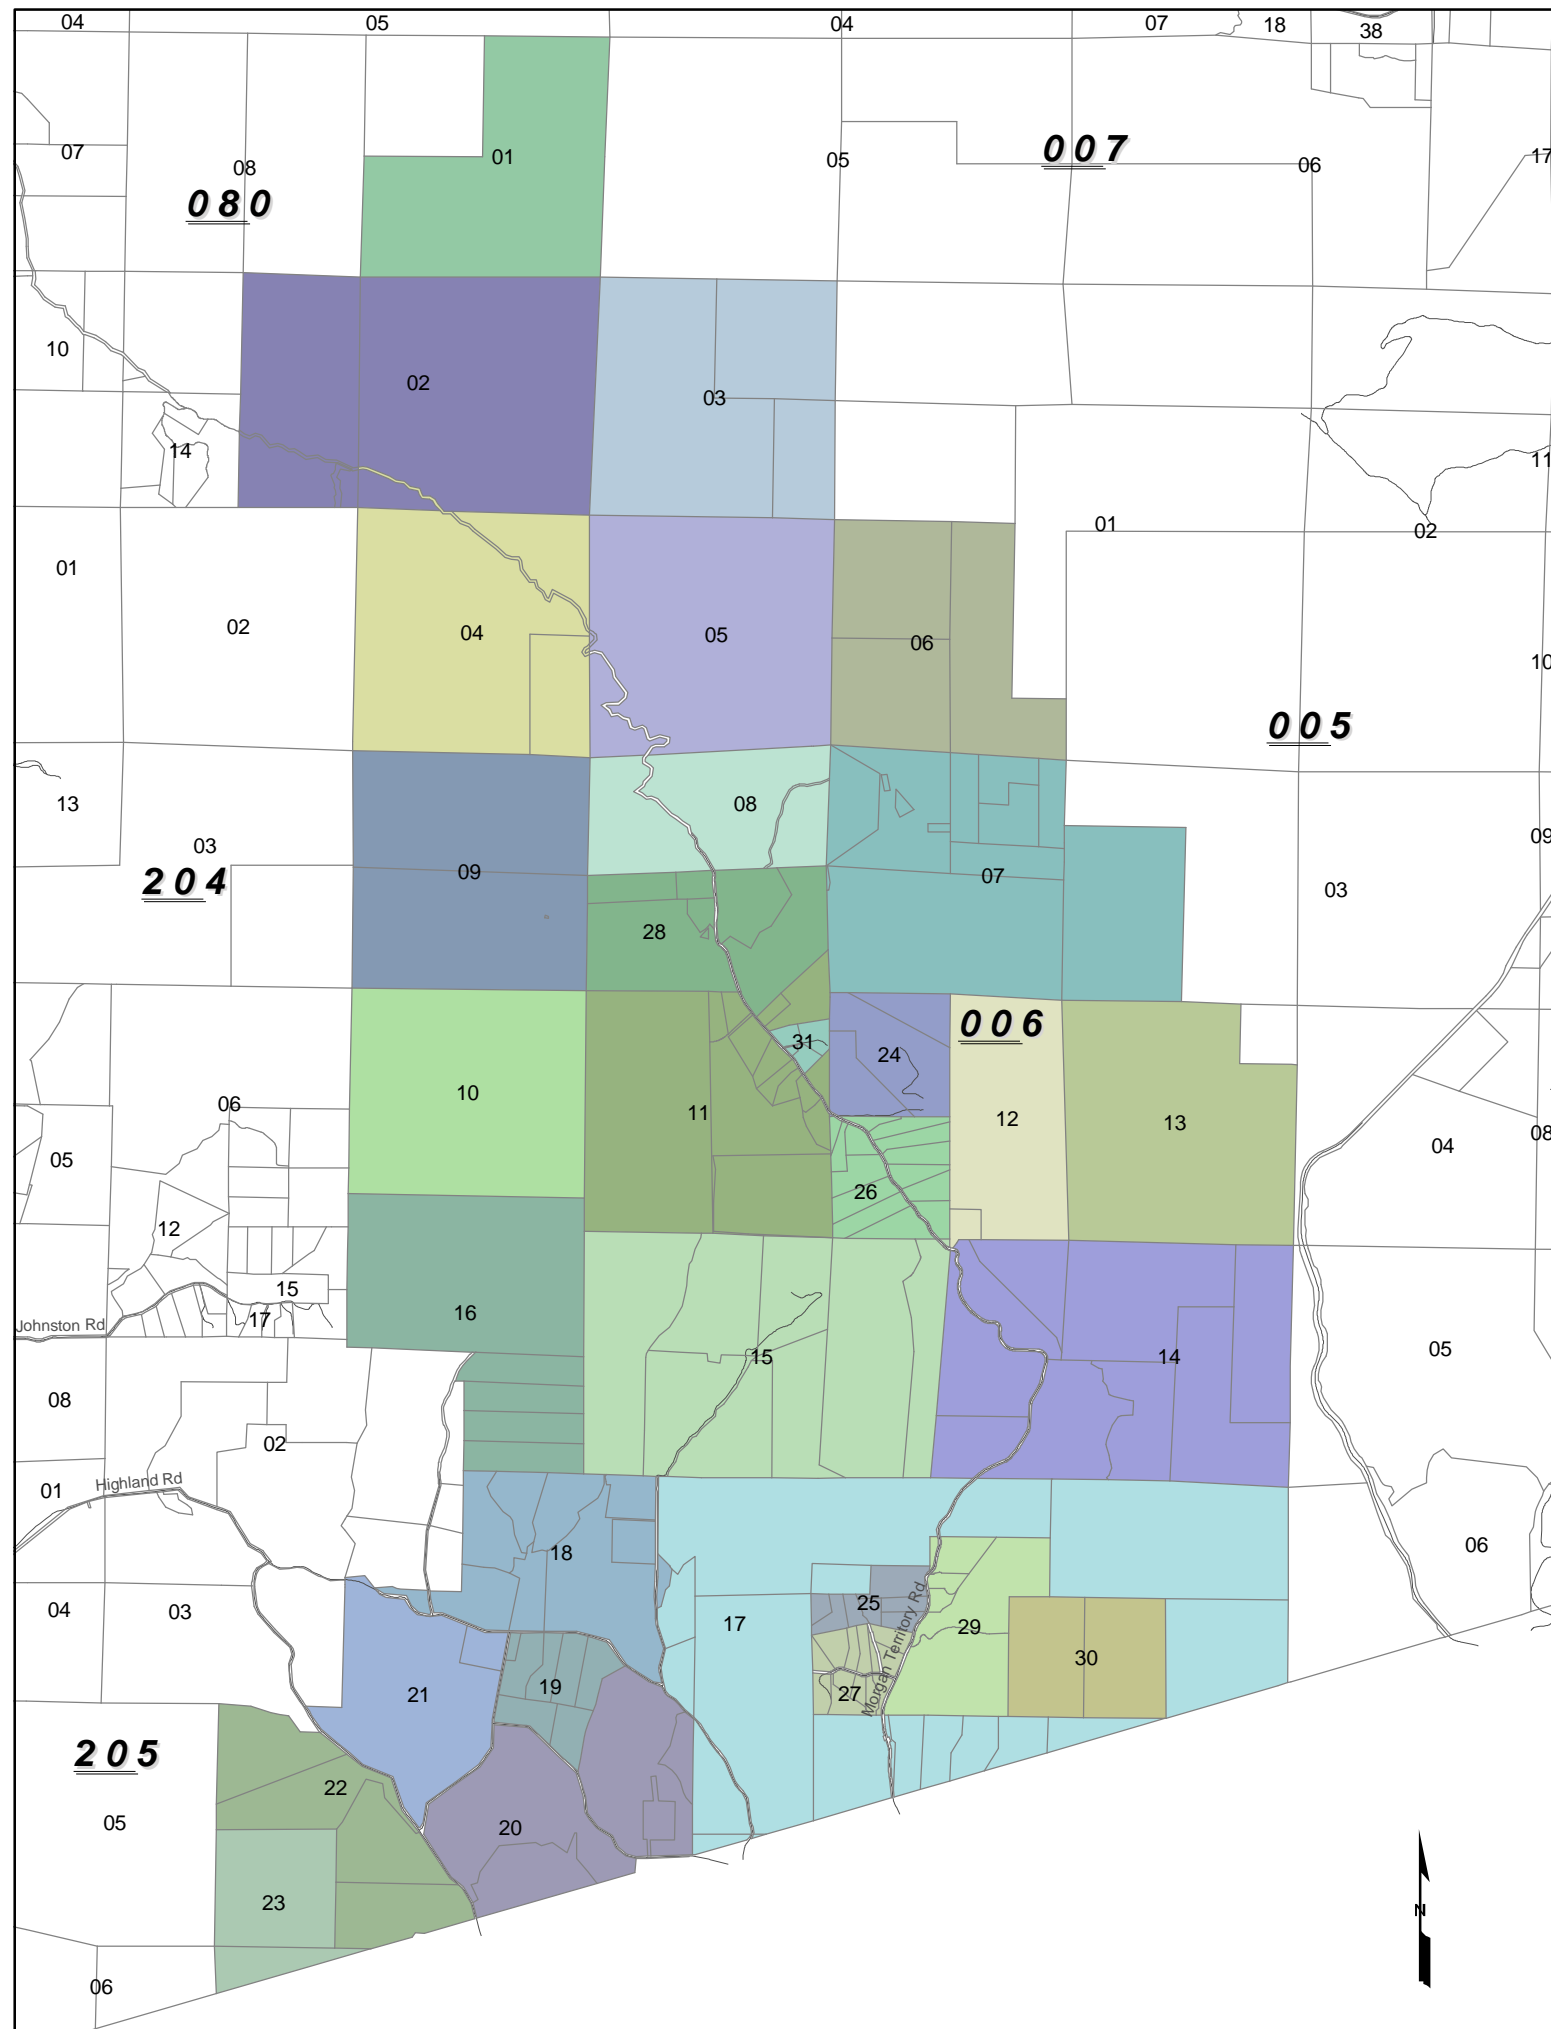 04 05 04 07 18 38
07 08 01 05 007 06 17
080
10 02 03
14 11
01 02 04 05 06 01 02
10
005
13 03 08 09
204 09 28 07 03
31 24 006
10 11 12 13 04 08
06 05 26
12
15 17 16 15 14 05
Johnston Rd
08 02
01 Highland Rd
18 06
04 03 17 25 29 30
Morgan Territory Rd
21 19 27
205
22 05 20
23
06
N